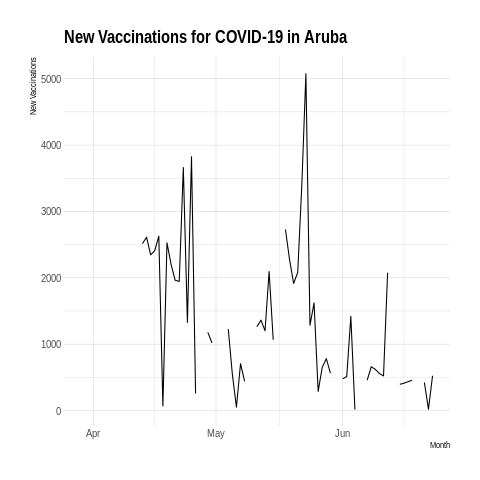 New Vaccinations for COVID-19 in Aruba
New Vaccinations
5000
4000
3000
2000
1000
0
Apr
May
Jun
Month